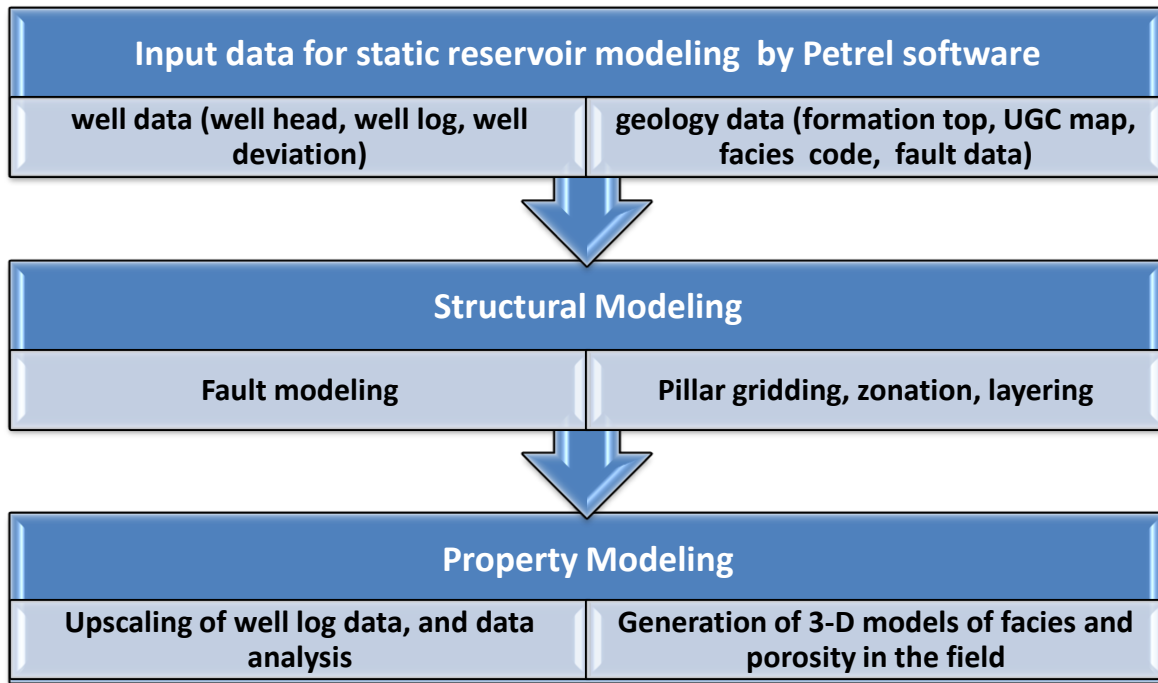 Input data for static reservoir modeling  by Petrel software
well data (well head, well log, well
deviation)
geology data (formation top, UGC map,
facies  code,  fault data)
Structural Modeling
Fault modeling
Pillar gridding, zonation, layering
Property Modeling
Upscaling of well log data, and data
analysis
Generation of 3-D models of facies and
porosity in the field